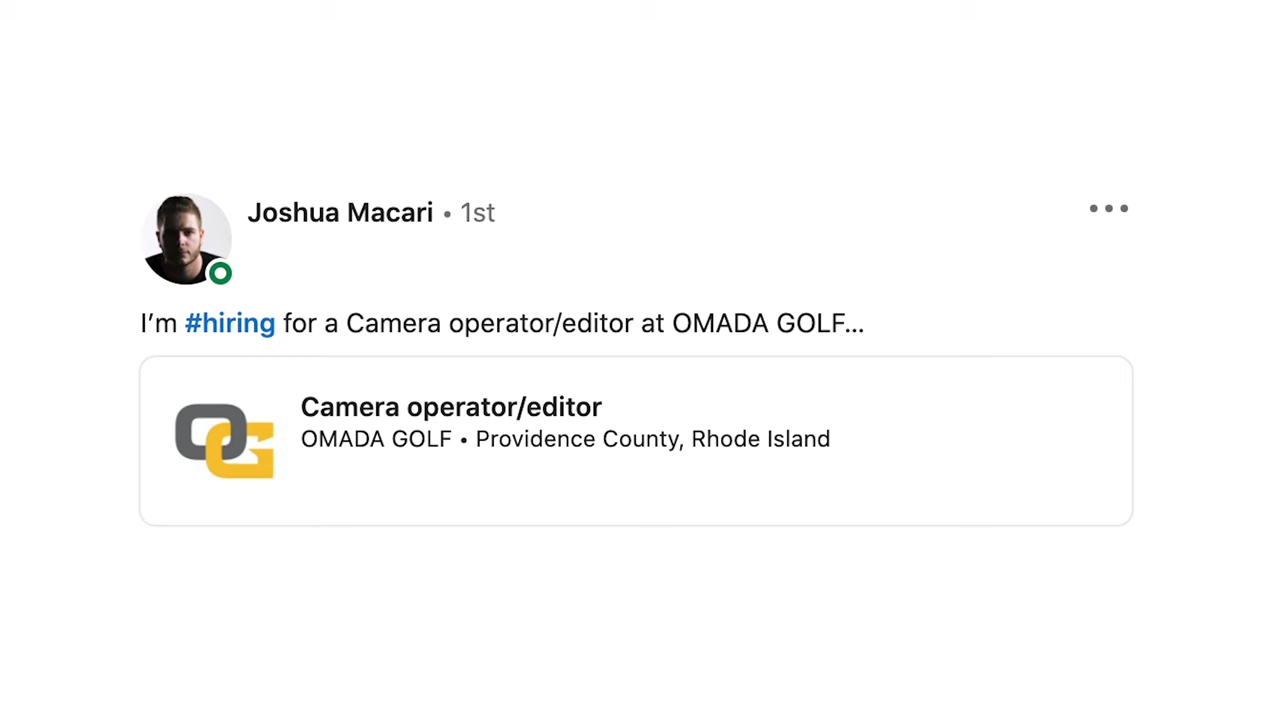 Joshua Macari • 1st
I’m #hiring for a Camera operator/editor at OMADA GOLF...
OG
Camera operator/editor
OMADA GOLF • Providence County, Rhode Island